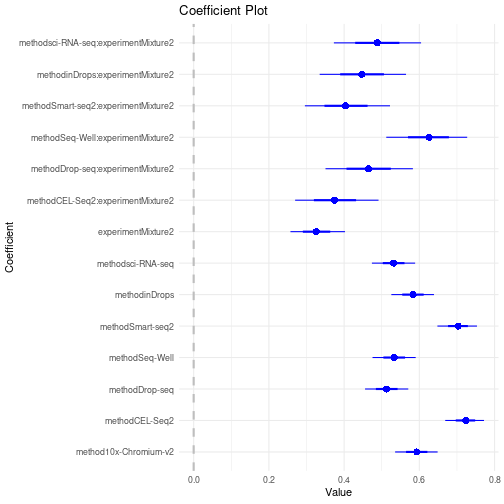 Coefficient Plot
methodsci-RNA-seq:experimentMixture2
methodinDrops:experimentMixture2
methodSmart-seq2:experimentMixture2
methodSeq-Well:experimentMixture2
methodDrop-seq:experimentMixture2
methodCEL-Seq2:experimentMixture2
experimentMixture2
methodsci-RNA-seq
methodinDrops
methodSmart-seq2
methodSeq-Well
methodDrop-seq
methodCEL-Seq2
method10x-Chromium-v2
Coefficient
0.0 0.2 0.4 0.6 0.8
Value